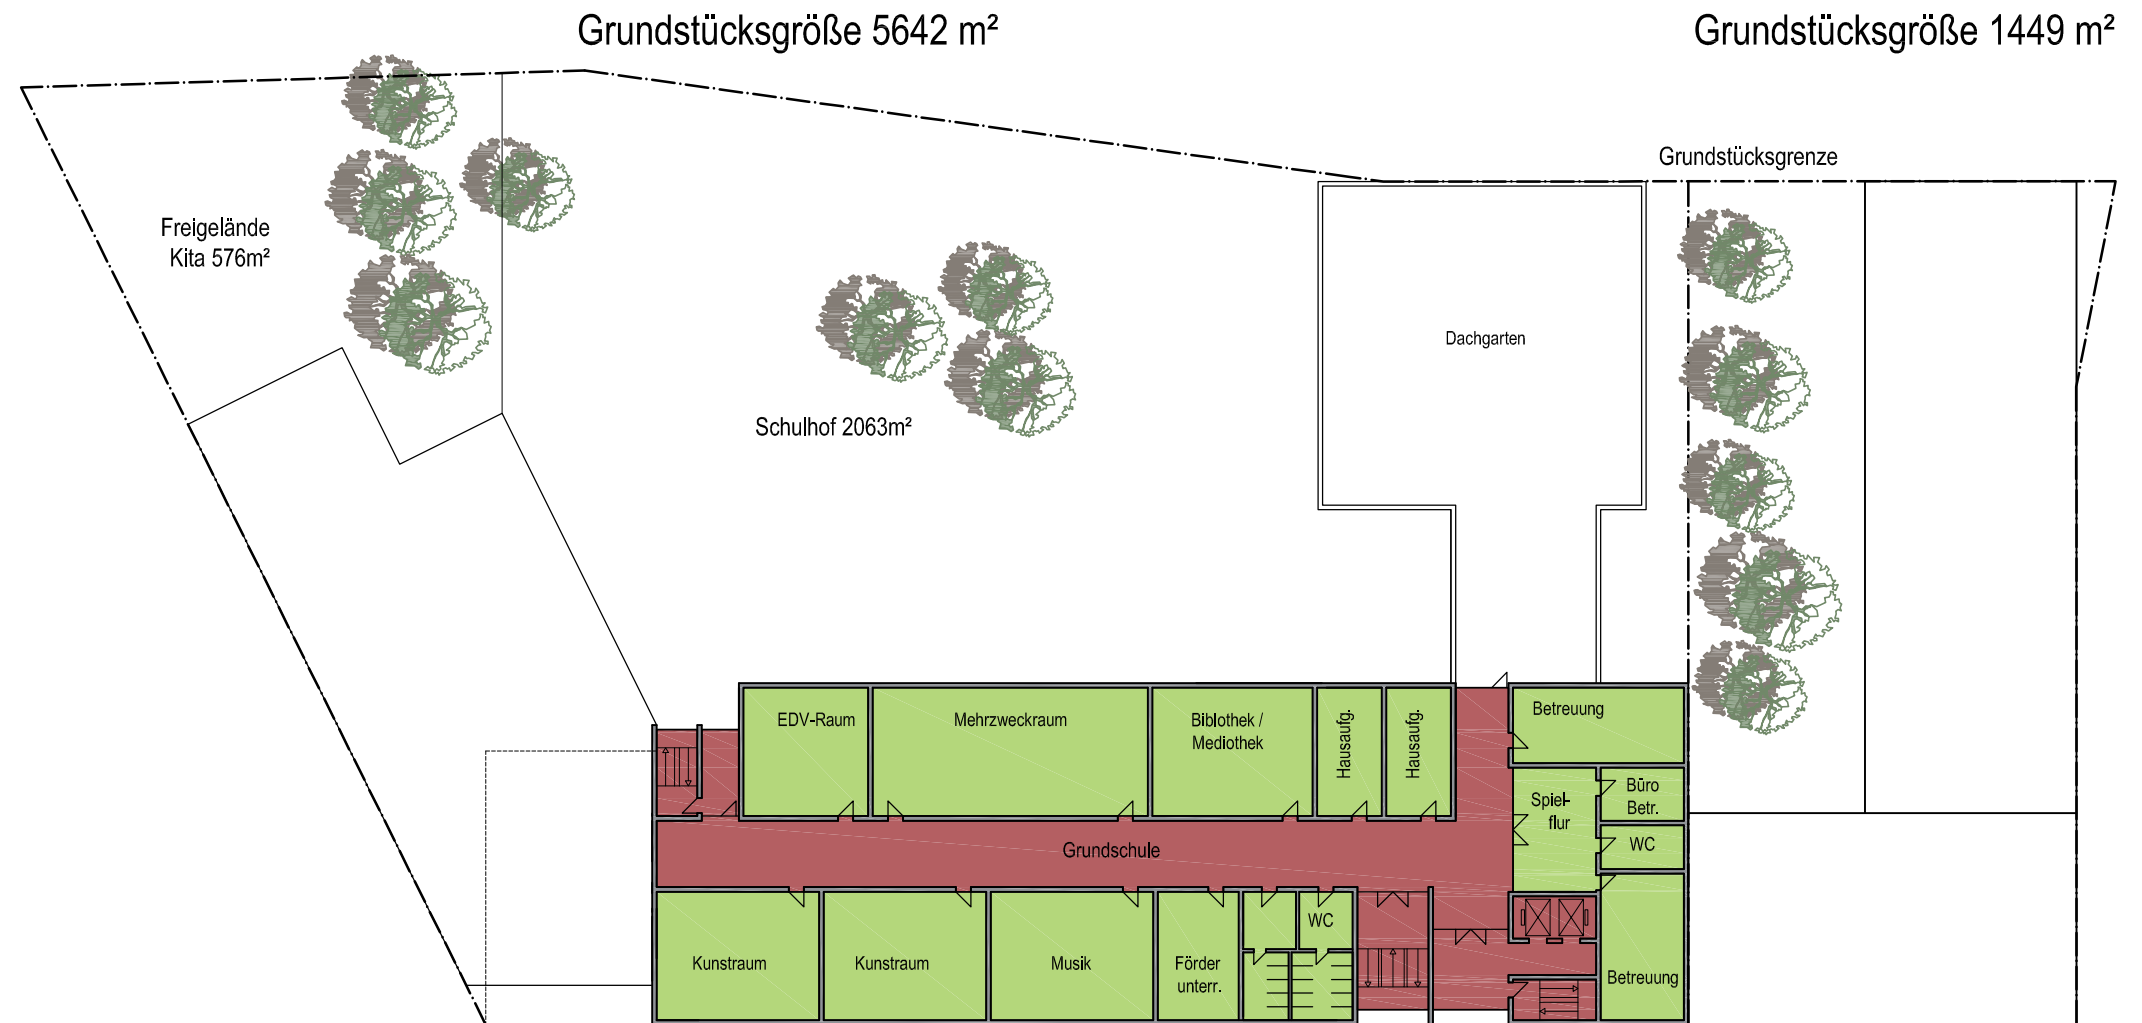 Grundstücksgröße 5642 m²
Grundstücksgröße 1449 m²
Grundstücksgrenze
Freigelände
Kita 576m²
Dachgarten
Schulhof 2063m²
EDV-Raum
Mehrzweckraum
Biblothek /
Mediothek
Hausaufg.
Hausaufg.
Betreuung
Büro
Betr.
Spiel-
flur
WC
Grundschule
Kunstraum
Kunstraum
Musik
Förder
unterr.
WC
Betreuung